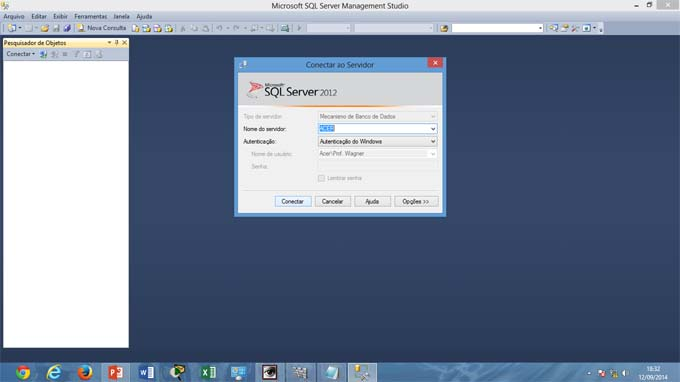 Microsoft SQL Server Management Studio
Arquivo Editar Exibir Ferramentas Janela Ajuda
Nova Consulta
Pesquisador de Objetos
Conectar
Conectar ao Servidor
Microsoft
SQL Server 2012
Tipo de servidor: Mecanismo de Banco de Dados
Nome do servidor: ACER
Autenticação: Autenticação do Windows
Nome de usuário: Acer\Prof. Wagner
Senha:
Lembrar senha
Conectar Cancelar Ajuda Opções >>
18:32
12/09/2014